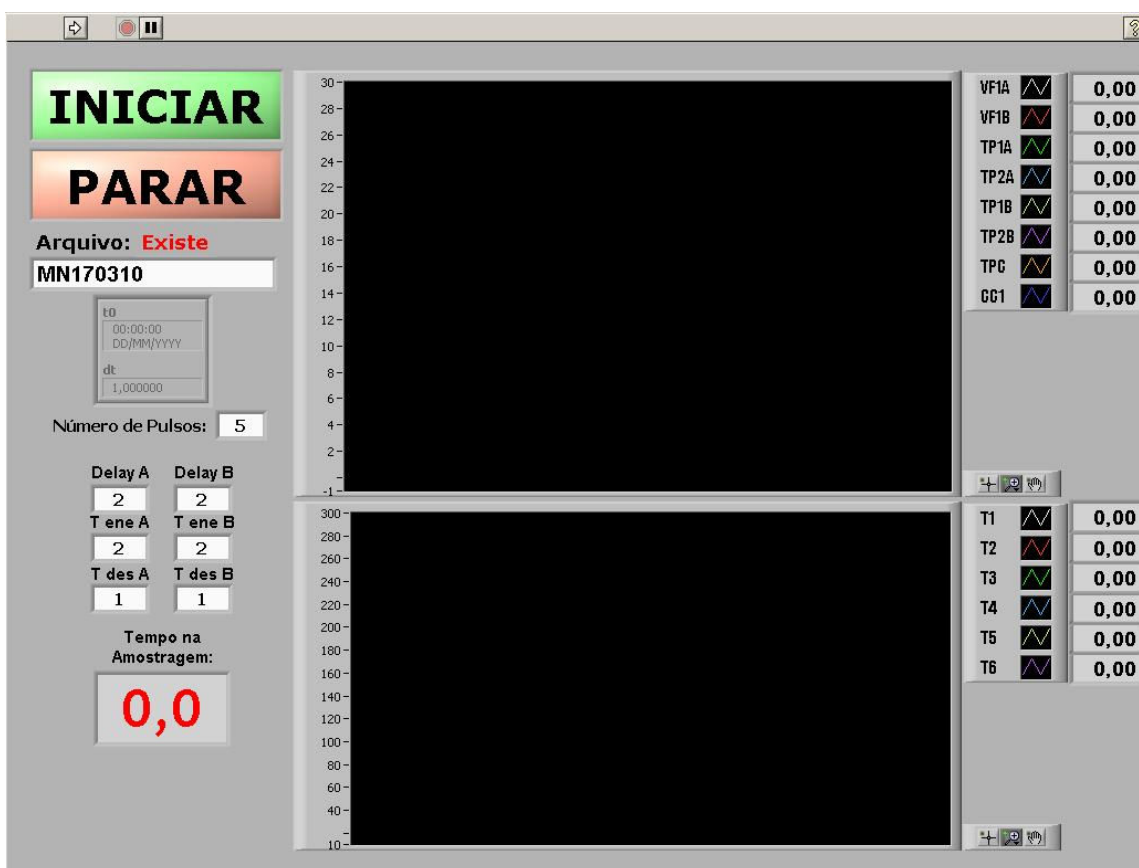 INICIAR
PARAR
Arquivo: Existe
MN170310
t0
00:00:00
DD/MM/YYYY
dt
1,000000
Número de Pulsos: 5
Delay A Delay B
2 2
T ene A T ene B
2 2
T des A T des B
1 1
Tempo na
Amostragem:
0,0
30
28
26
24
22
20
18
16
14
12
10
8
6
4
2
-1
VF1A 0,00
VF1B 0,00
TP1A 0,00
TP2A 0,00
TP1B 0,00
TP2B 0,00
TPC 0,00
CC1 0,00
300
280
260
240
220
200
180
160
140
120
100
80
60
40
10
T1 0,00
T2 0,00
T3 0,00
T4 0,00
T5 0,00
T6 0,00